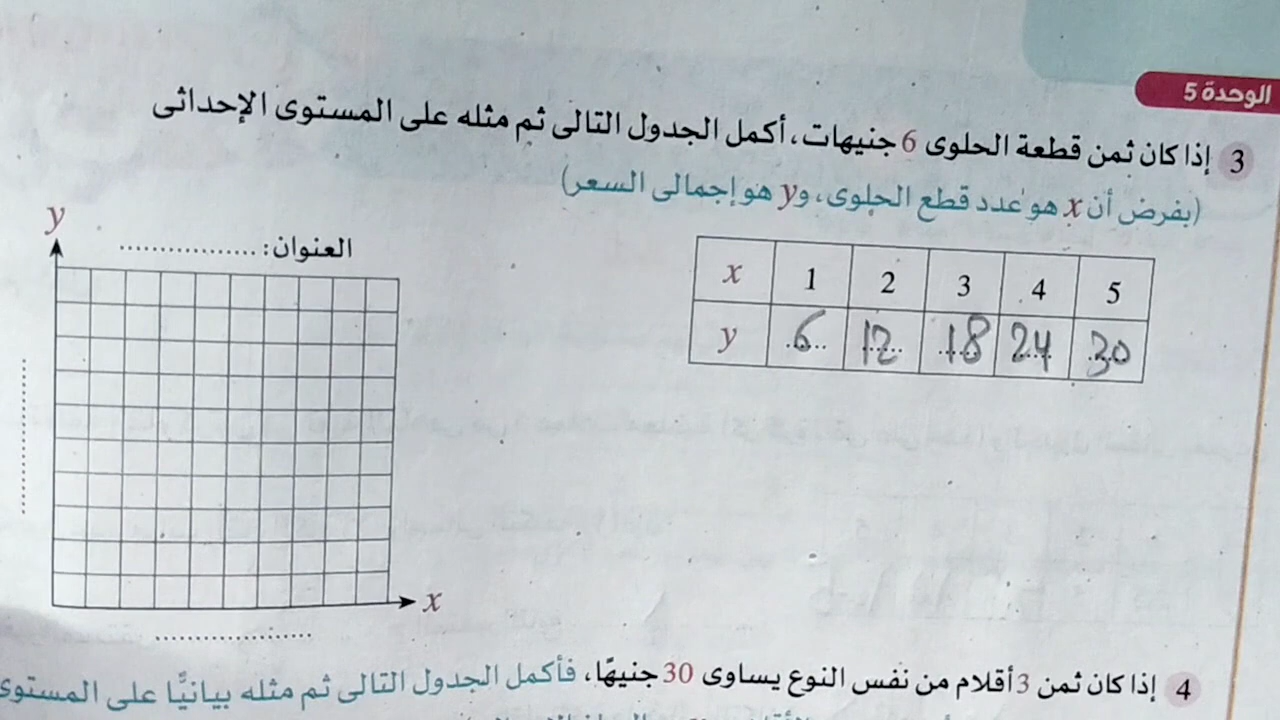 الوحدة 5
3 إذا كان ثمن قطعة الحلوى 6 جنيهات، أكمل الجدول التالى ثم مثله على المستوى الإحداثى
(بفرض أن x هو عدد قطع الحلوى، وy هو إجمالى السعر)
x 1 2 3 4 5
y 6 12 18 24 30
y
العنوان: ................
x
4 إذا كان ثمن 3 أقلام من نفس النوع يساوى 30 جنيهًا، فأكمل الجدول التالى ثم مثله بيانيًّا على المستوى